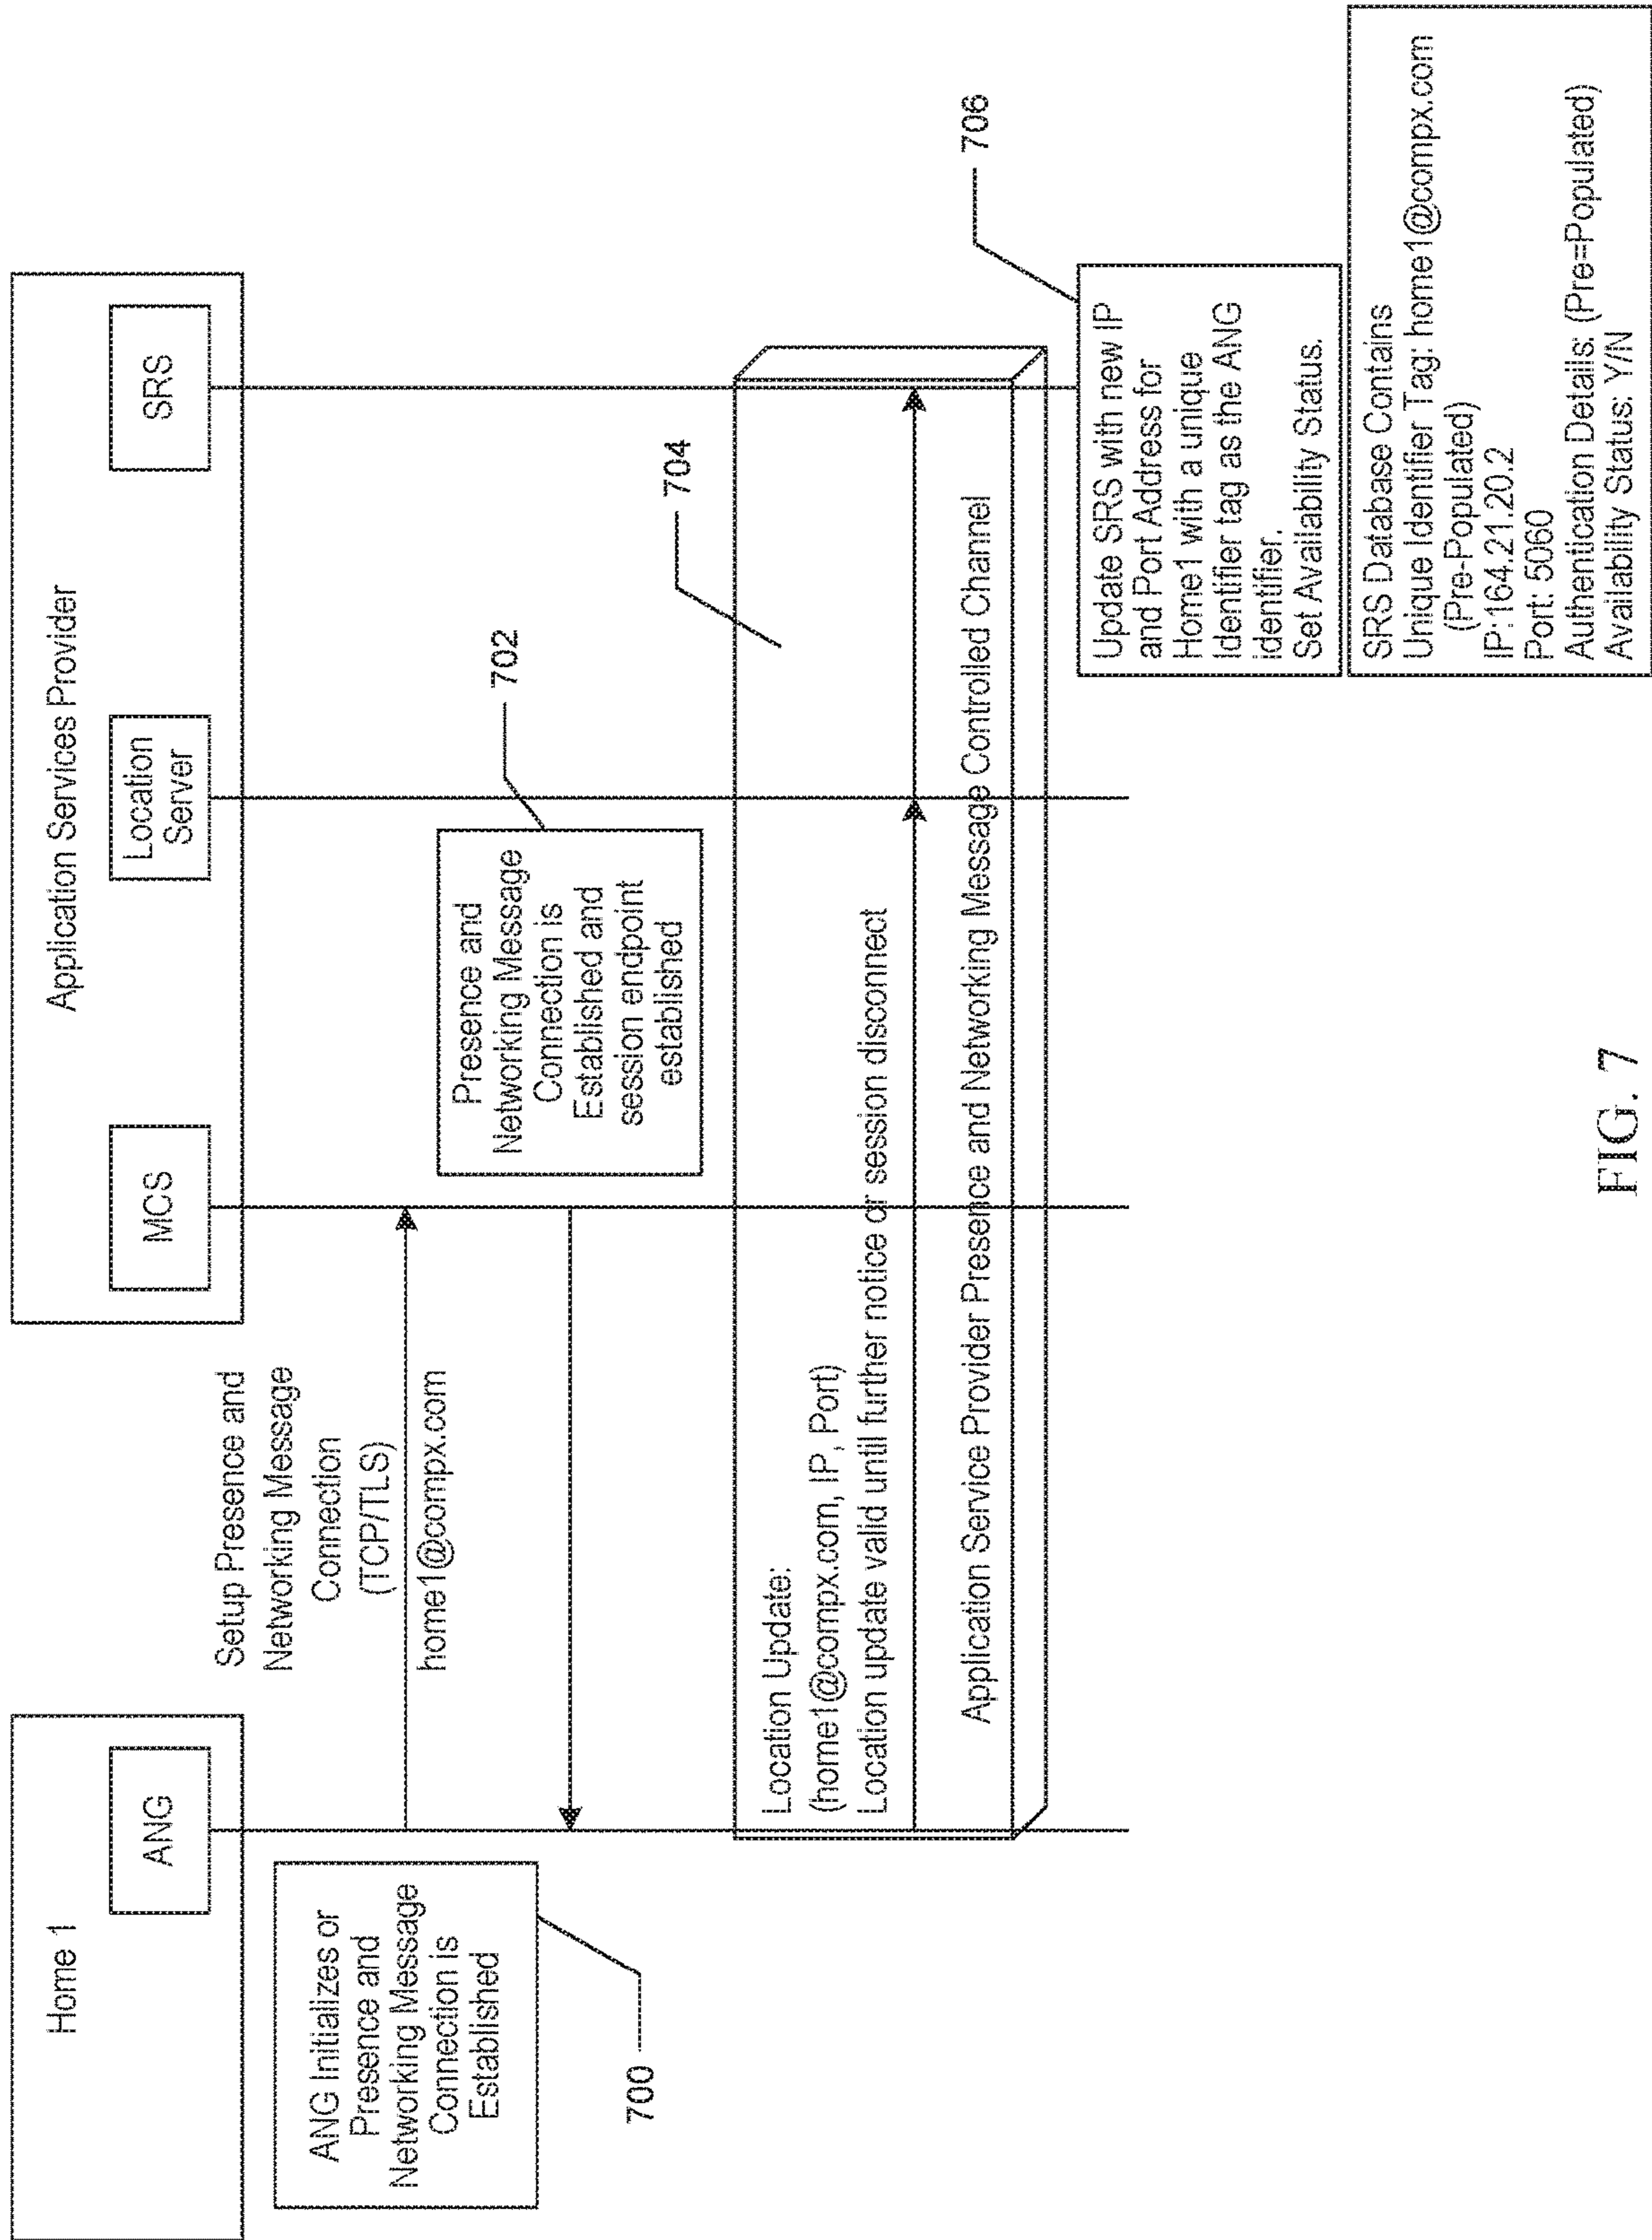 Home 1
ANG
Application Services Provider
MCS
Location
Server
SRS
ANG Initializes or
Presence and
Networking Message
Connection is
Established
700
Setup Presence and
Networking Message
Connection
(TCP/TLS)
home1@compx.com
Presence and
Networking Message
Connection is
Established and
session endpoint
established
702
704
Location Update:
(home1@compx.com, IP, Port)
Location update valid until further notice or session disconnect
Application Service Provider Presence and Networking Message Controlled Channel
706
Update SRS with new IP
and Port Address for
Home1 with a unique
Identifier tag as the ANG
identifier.
Set Availability Status.
SRS Database Contains
Unique Identifier Tag: home1@compx.com
(Pre-Populated)
IP:164.21.20.2
Port: 5060
Authentication Details: (Pre=Populated)
Availability Status: Y/N
FIG. 7